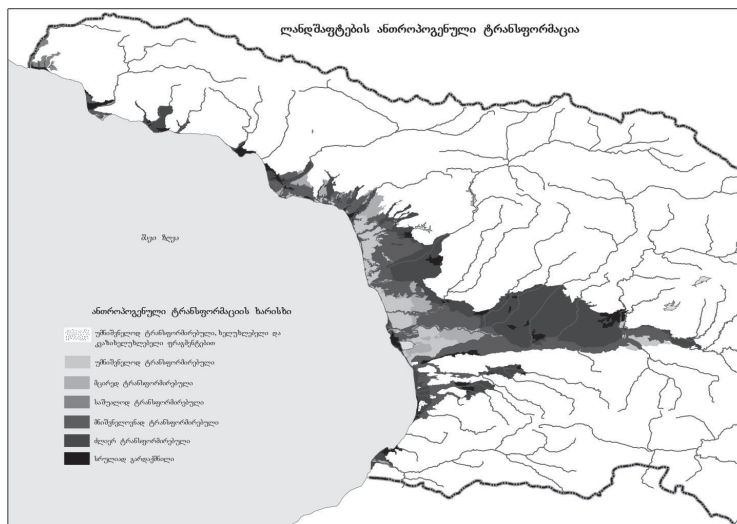 ლანდშაფტების ანთროპოგენული ტრანსფორმაცია
შავი ზღვა
ანთროპოგენული ტრანსფორმაციის ხარისხი
უმნიშვნელოდ ტრანსფორმირებული, ხელუხლებელი და
კვაზიხელუხლებელი ფრაგმენტებით
უმნიშვნელოდ ტრანსფორმირებული
მცირედ ტრანსფორმირებული
საშუალოდ ტრანსფორმირებული
მნიშვნელოვნად ტრანსფორმირებული
ძლიერ ტრანსფორმირებული
სრულიად გარდაქმნილი